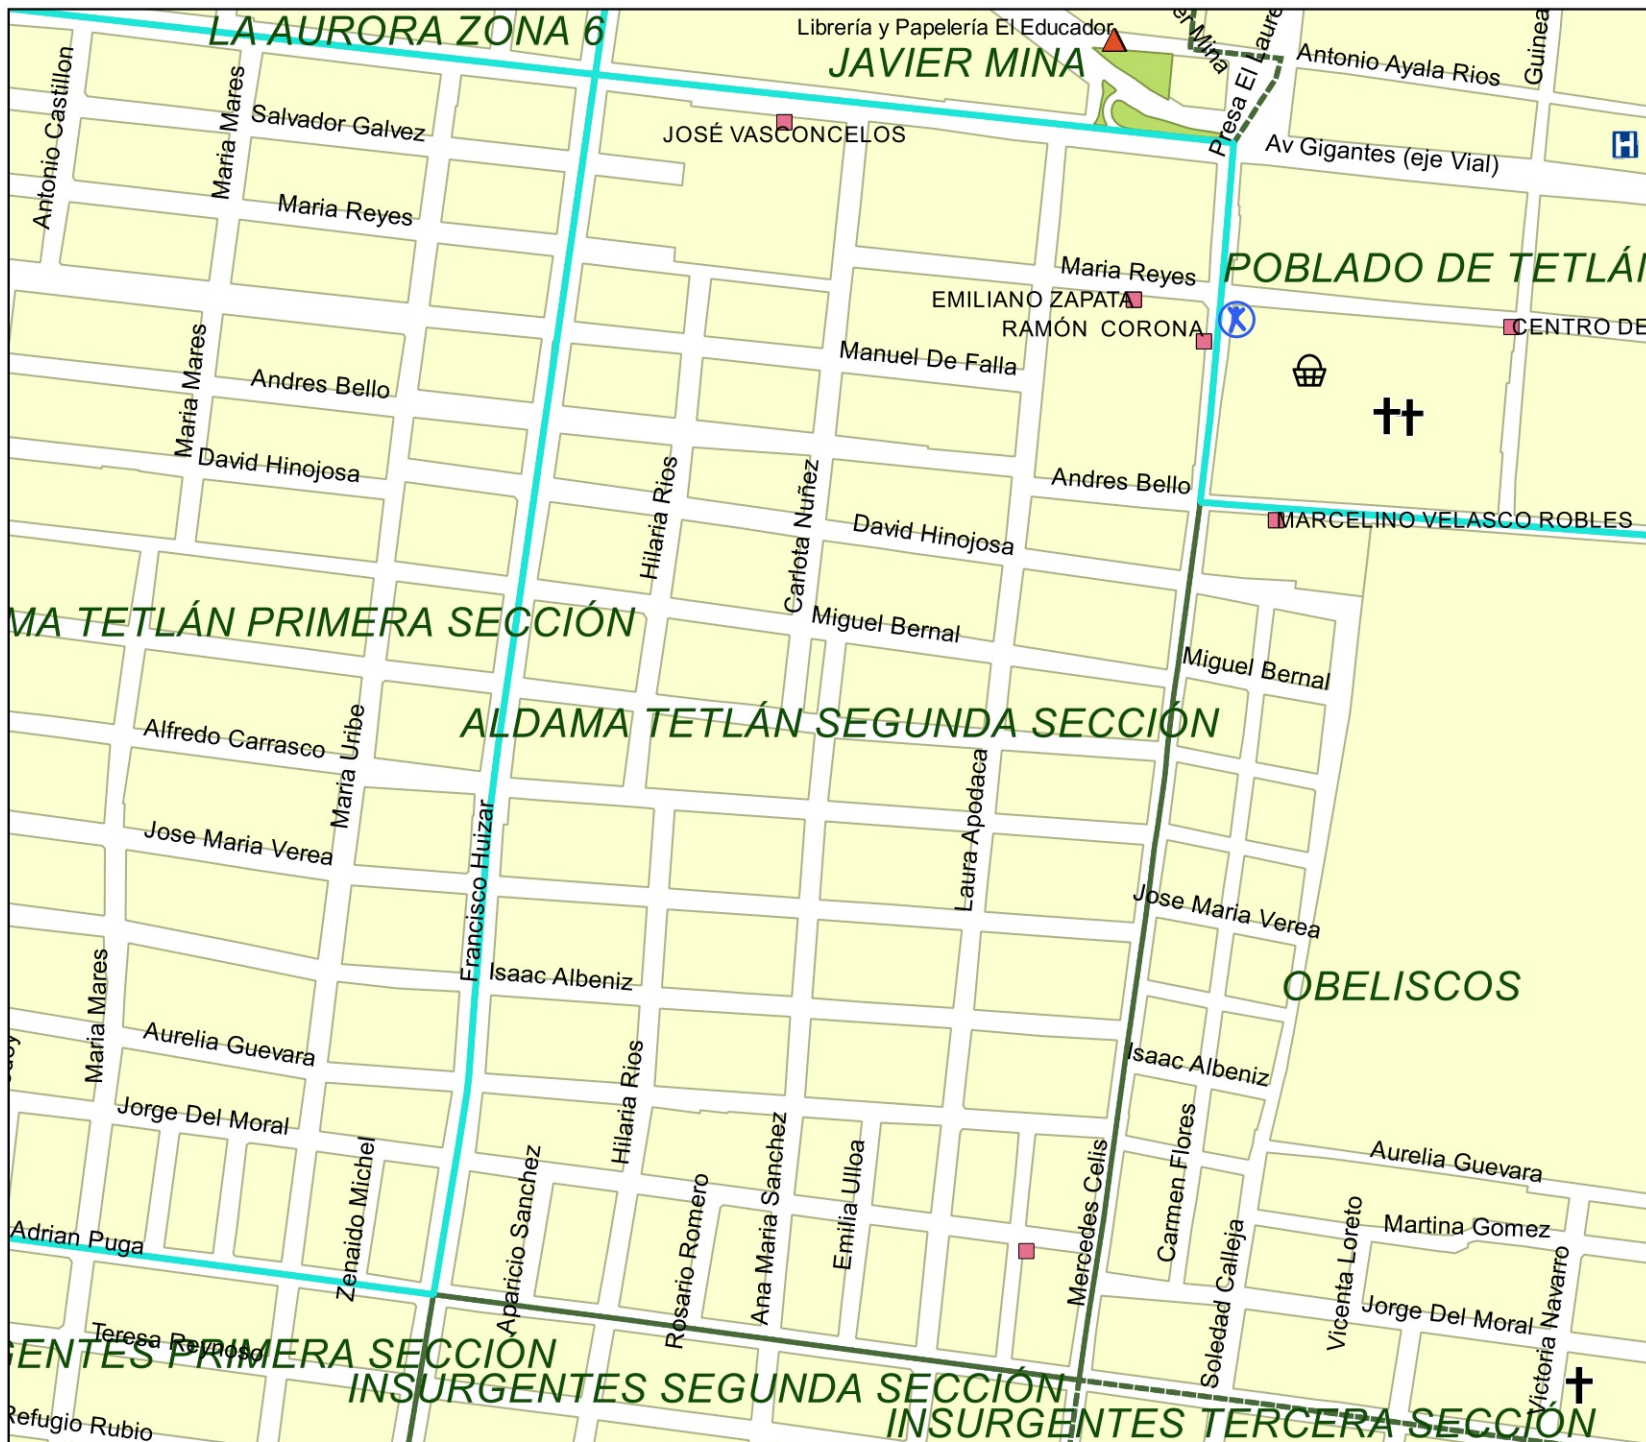 LA AURORA ZONA 6
Librería y Papelería El Educador
JAVIER MINA
Presa El Laure
Antonio Ayala Rios
Guinea
Antonio Castillon
Maria Mares
Salvador Galvez
JOSÉ VASCONCELOS
Av Gigantes (eje Vial)
H
Maria Reyes
Maria Reyes
POBLADO DE TETLÁN
EMILIANO ZAPATA
RAMÓN CORONA
CENTRO DE
Maria Mares
Manuel De Falla
Andres Bello
David Hinojosa
Hilaria Rios
Carlota Nuñez
Andres Bello
David Hinojosa
MARCELINO VELASCO ROBLES
MA TETLÁN PRIMERA SECCIÓN
Miguel Bernal
Miguel Bernal
ALDAMA TETLÁN SEGUNDA SECCIÓN
Alfredo Carrasco
Maria Uribe
Laura Apodaca
Jose Maria Verea
Francisco Huizar
Jose Maria Verea
Isaac Albeniz
OBELISCOS
Maria Mares
Aurelia Guevara
Hilaria Rios
Isaac Albeniz
Jorge Del Moral
Zenaido Michel
Aparicio Sanchez
Rosario Romero
Ana Maria Sanchez
Emilia Ulloa
Mercedes Celis
Carmen Flores
Aurelia Guevara
Soledad Calleja
Vicenta Loreto
Martina Gomez
Victoria Navarro
Adrian Puga
Jorge Del Moral
Teresa Reynoso
GENTES PRIMERA SECCIÓN
INSURGENTES SEGUNDA SECCIÓN
INSURGENTES TERCERA SECCIÓN
Refugio Rubio